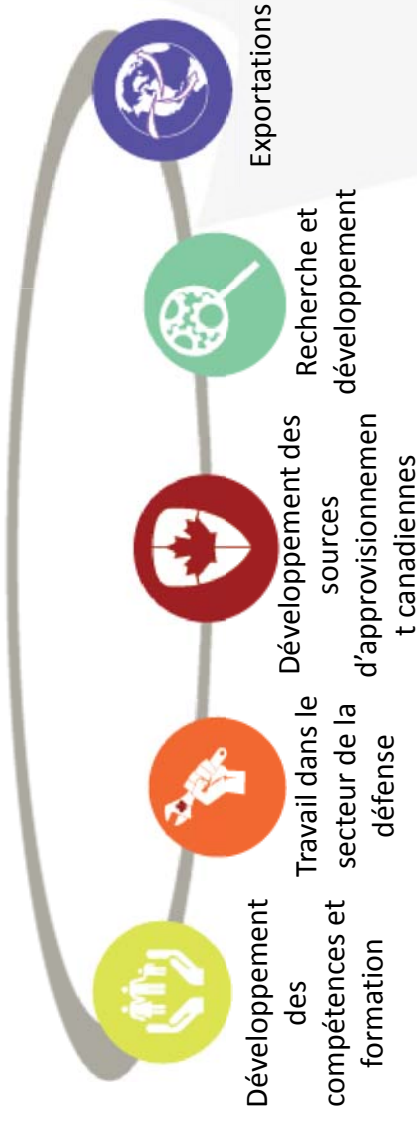 Développement
des
compétences et
formation
Travail dans le
secteur de la
défense
Développement des
sources
d'approvisionnemen
t canadiennes
Recherche et
développement
Exportations